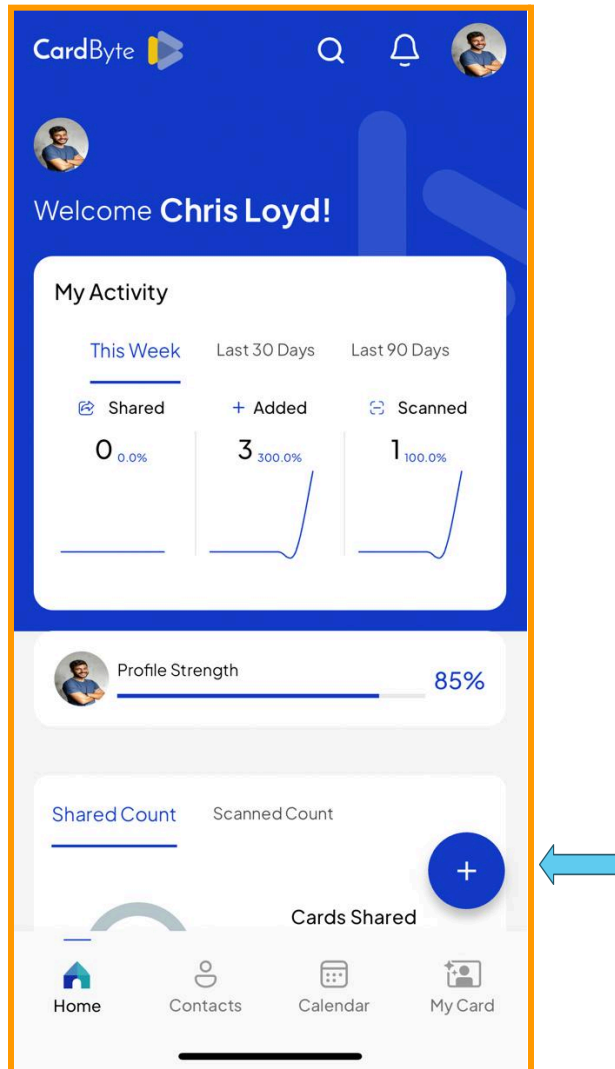 CardByte
Welcome Chris Loyd!
My Activity
This Week Last 30 Days Last 90 Days
Shared + Added Scanned
0 0.0% 3 300.0% 1 100.0%
Profile Strength
85%
Shared Count Scanned Count
+
Cards Shared
Home Contacts Calendar My Card